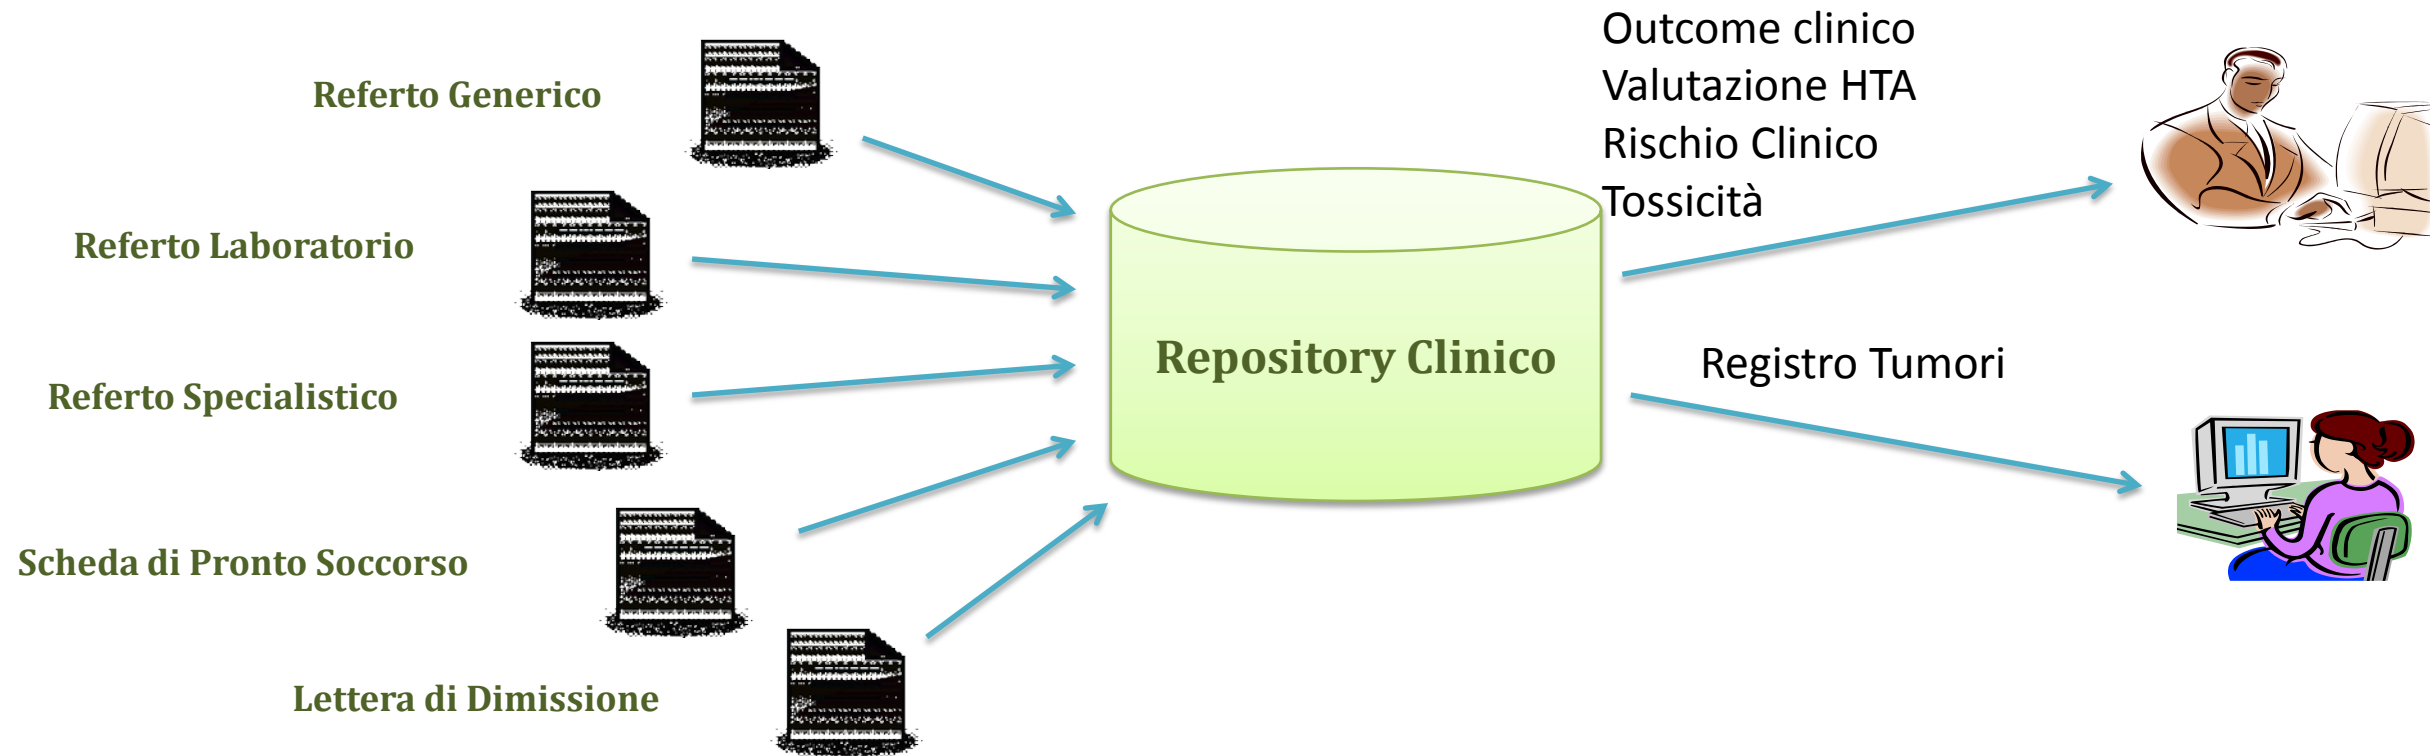 Referto Generico
Referto Laboratorio
Referto Specialistico
Scheda di Pronto Soccorso
Lettera di Dimissione
Repository Clinico
Outcome clinico
Valutazione HTA
Rischio Clinico
Tossicità
Registro Tumori